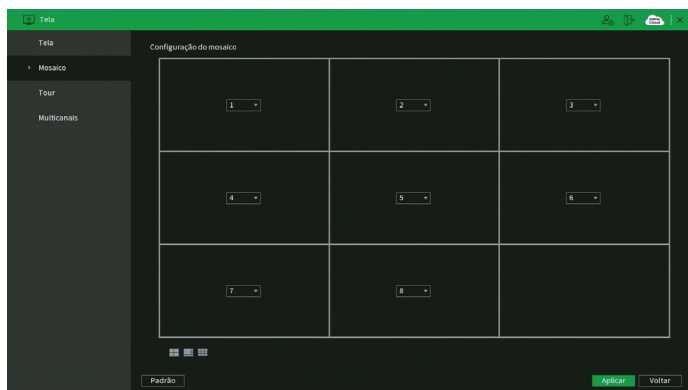 Tela
Tela
Configuração do mosaico
Mosaico
Tour
Multicanais
1
2
3
4
5
6
7
8
Padrão
Aplicar
Voltar